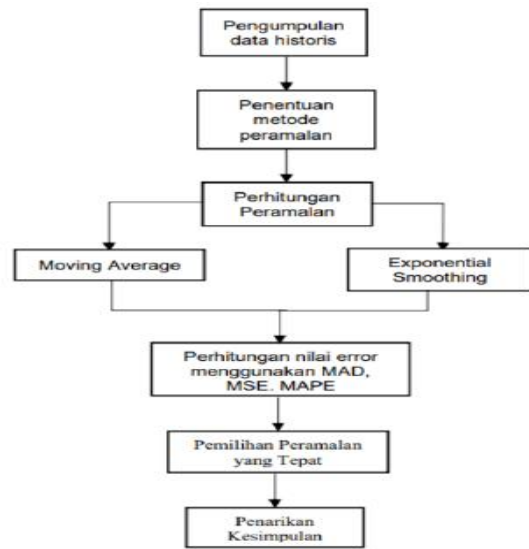 Pengumpulan
data historis
Penentuan
metode
peramalan
Perhitungan
Peramalan
Moving Average
Exponential
Smoothing
Perhitungan nilai error
menggunakan MAD,
MSE. MAPE
Pemilihan Peramalan
yang Tepat
Penarikan
Kesimpulan